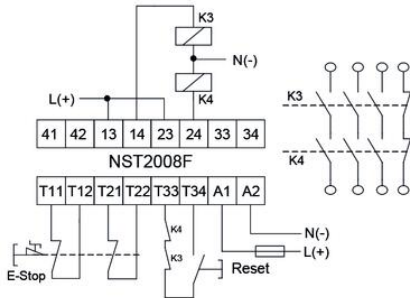 K3
N(-)
K4
L(+)
41 42 13 14 23 24 33 34
NST2008F
T11 T12 T21 T22 T33 T34 A1 A2
K3
K4
K4
K3
E-Stop
Reset
N(-)
L(+)